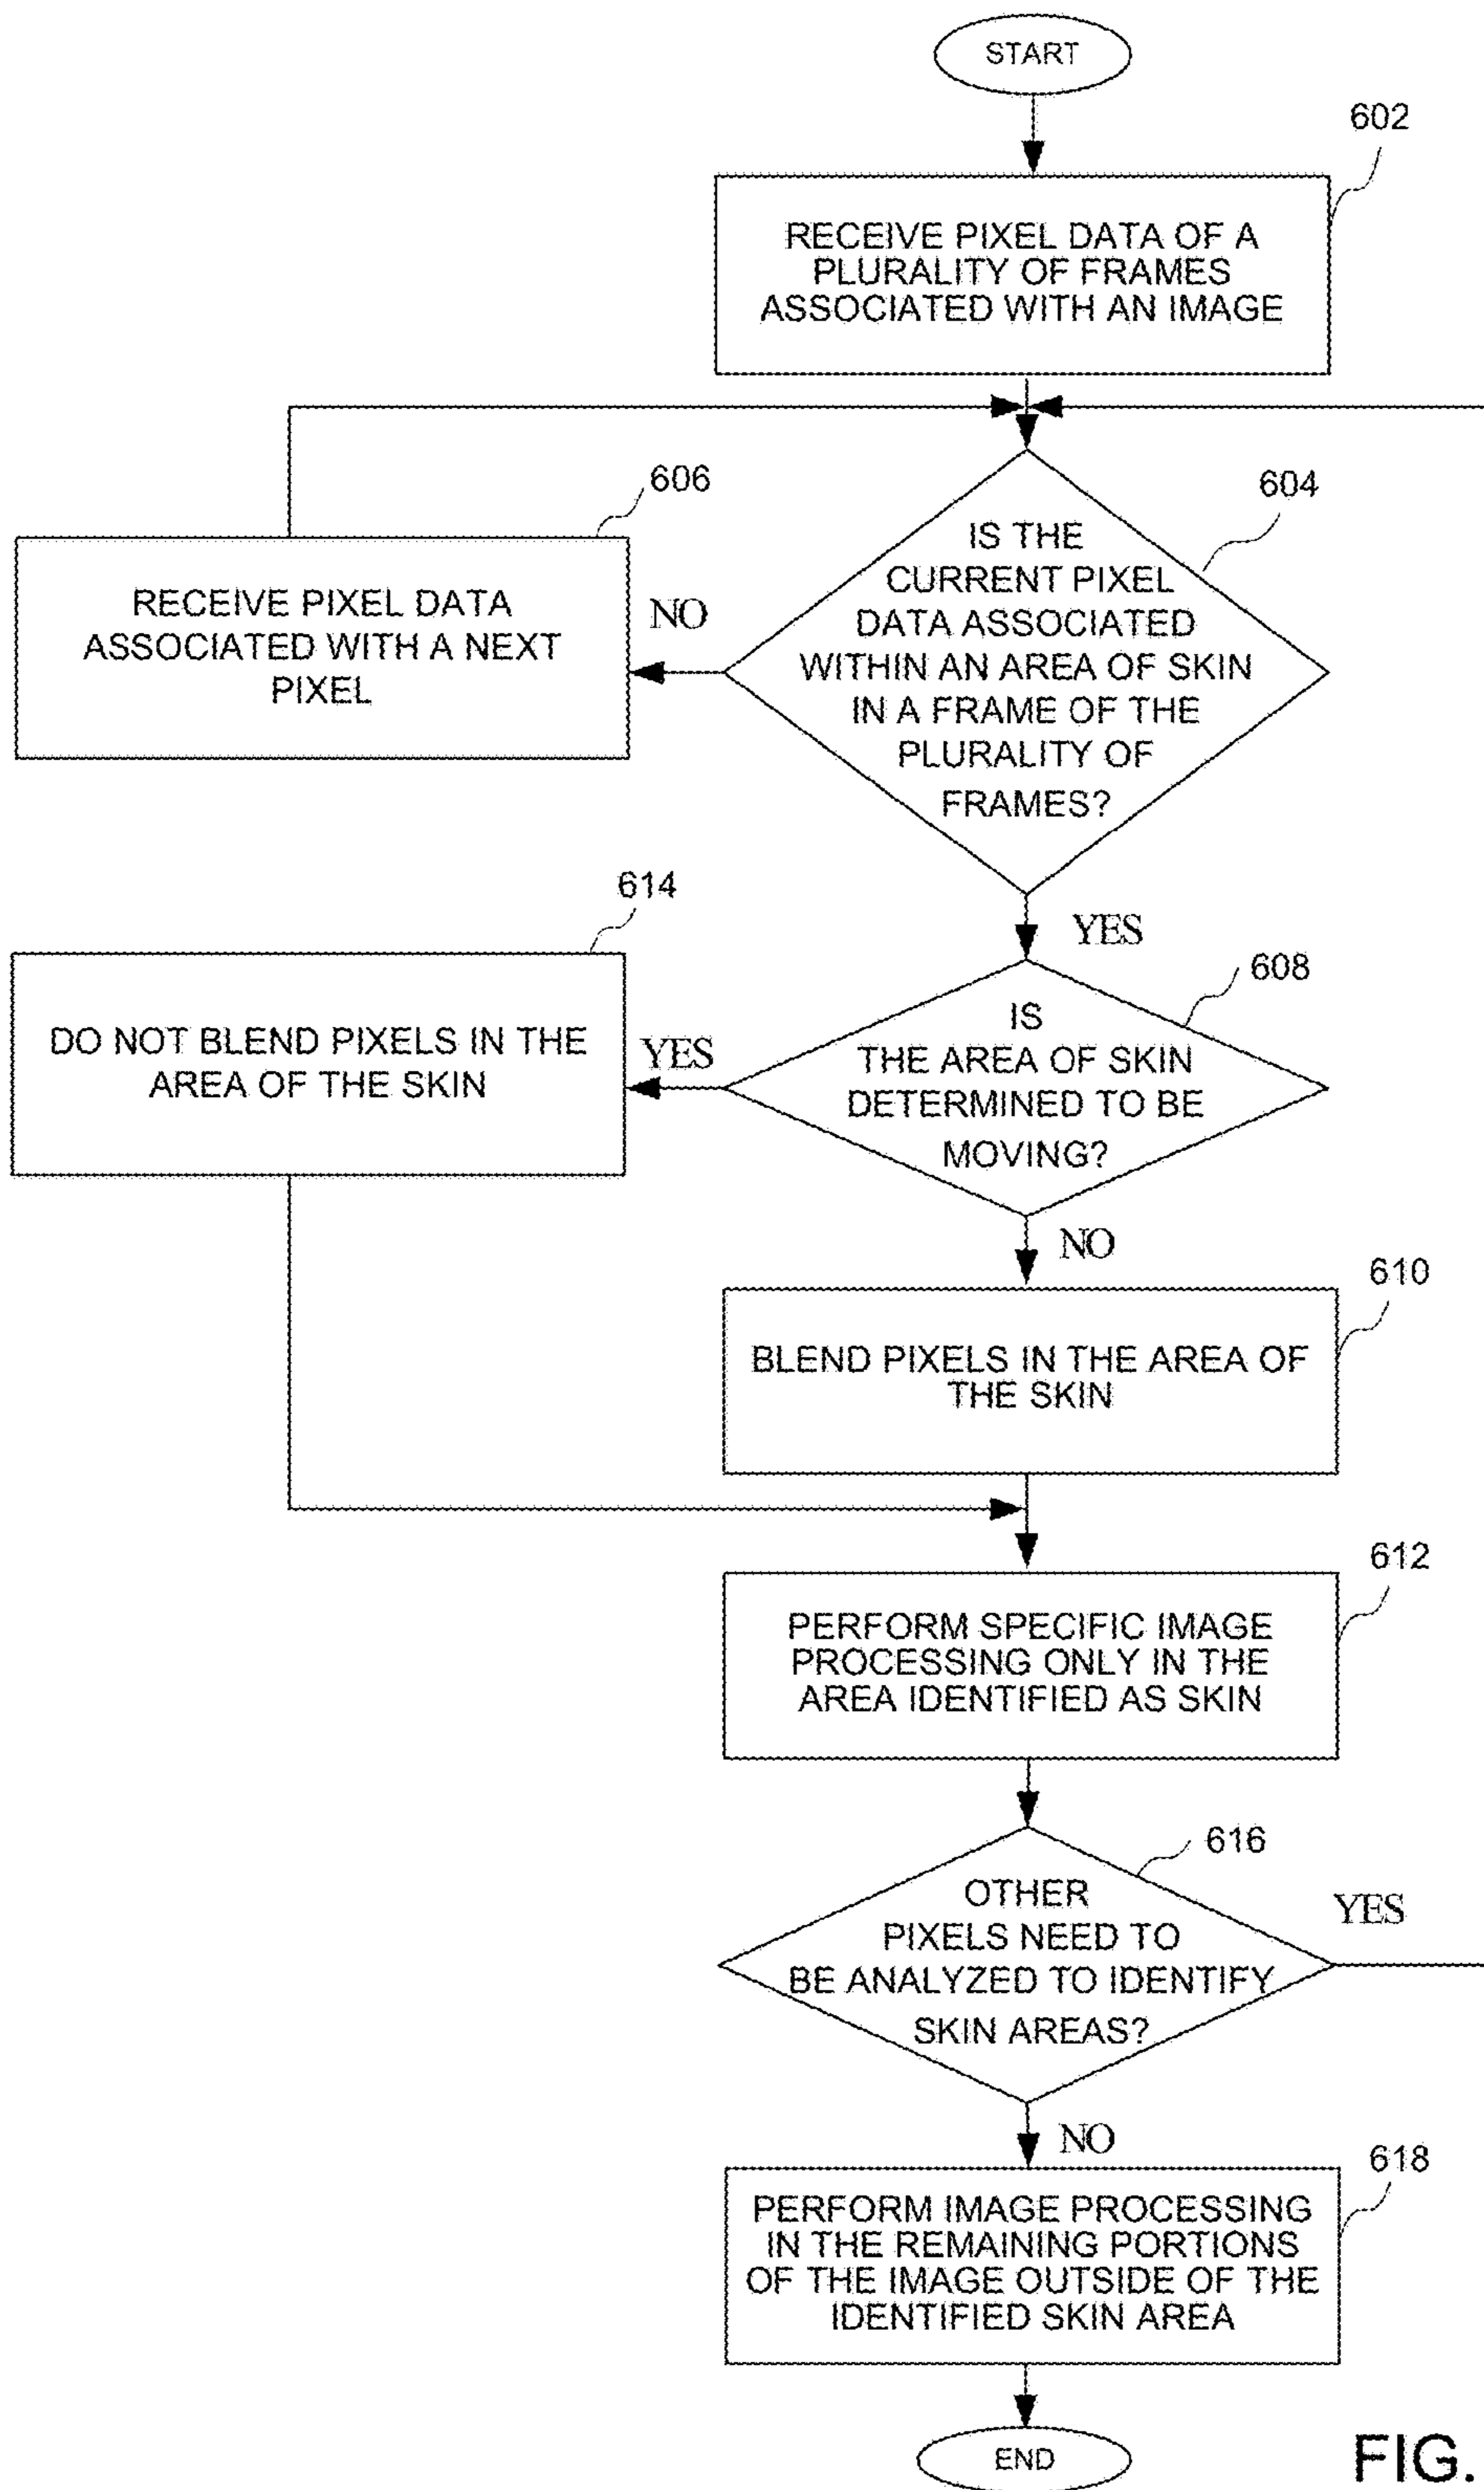 START
602
RECEIVE PIXEL DATA OF A
PLURALITY OF FRAMES
ASSOCIATED WITH AN IMAGE
606
604
RECEIVE PIXEL DATA
ASSOCIATED WITH A NEXT
PIXEL
NO
IS THE
CURRENT PIXEL
DATA ASSOCIATED
WITHIN AN AREA OF SKIN
IN A FRAME OF THE
PLURALITY OF
FRAMES?
YES
614
608
DO NOT BLEND PIXELS IN THE
AREA OF THE SKIN
YES
IS
THE AREA OF SKIN
DETERMINED TO BE
MOVING?
NO
610
BLEND PIXELS IN THE AREA OF
THE SKIN
612
PERFORM SPECIFIC IMAGE
PROCESSING ONLY IN THE
AREA IDENTIFIED AS SKIN
616
OTHER
PIXELS NEED TO
BE ANALYZED TO IDENTIFY
SKIN AREAS?
YES
NO
618
PERFORM IMAGE PROCESSING
IN THE REMAINING PORTIONS
OF THE IMAGE OUTSIDE OF THE
IDENTIFIED SKIN AREA
END
FIG.